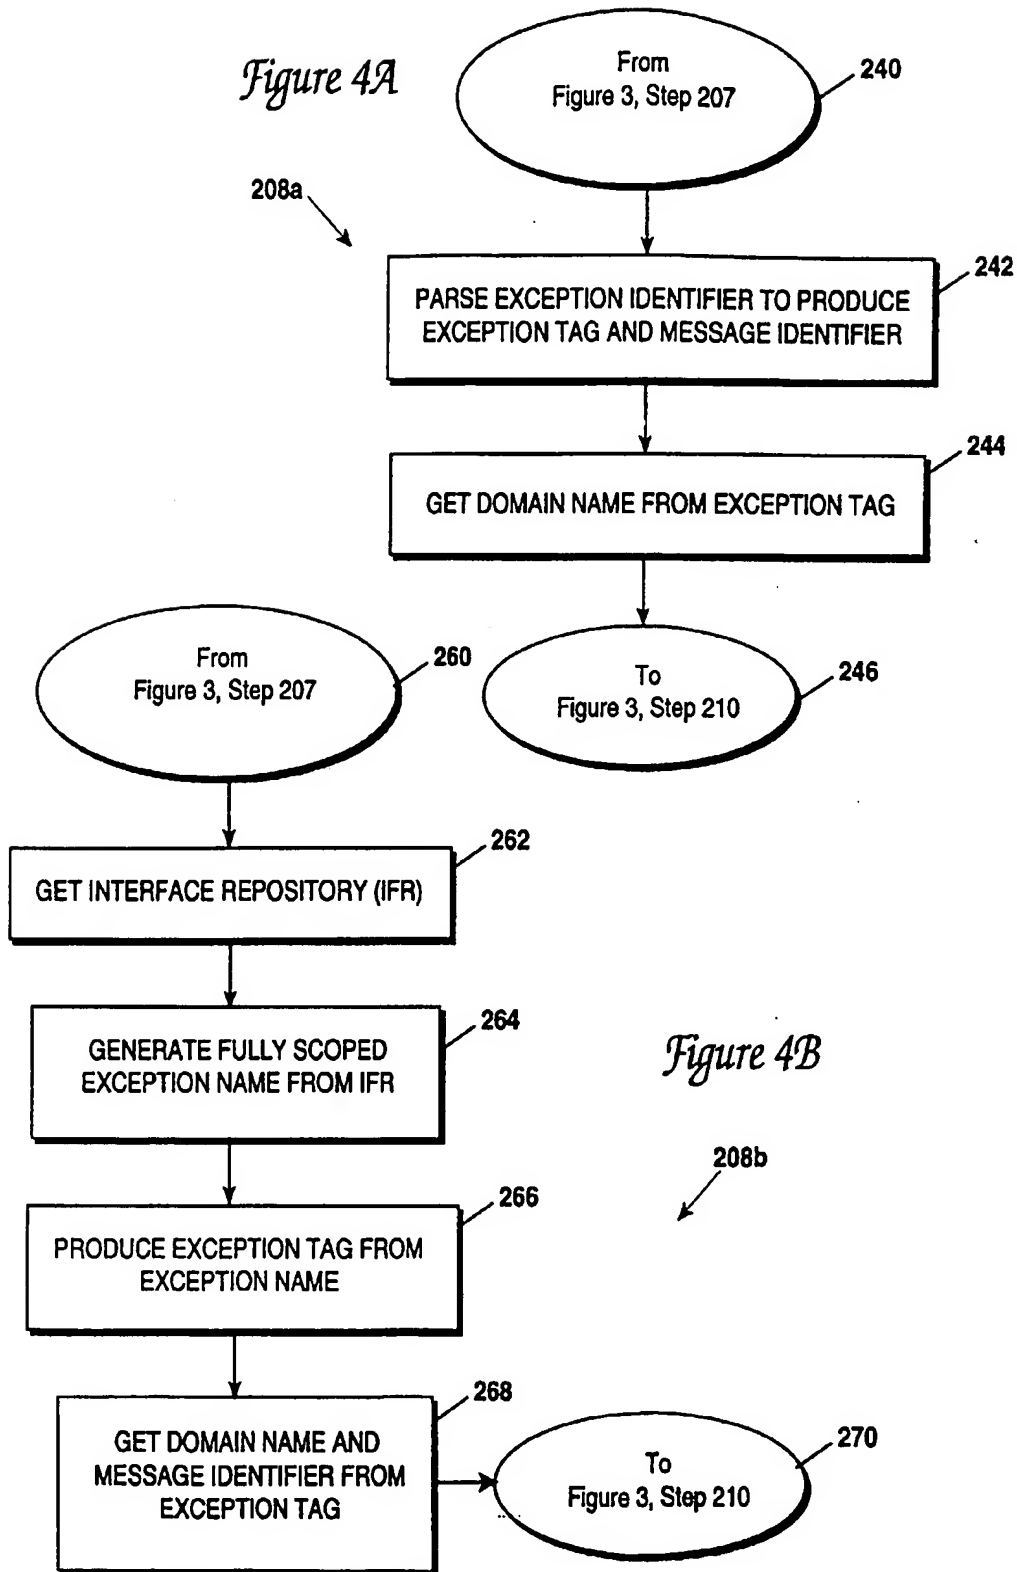 Figure 4A
From
Figure 3, Step 207
240
208a
242
PARSE EXCEPTION IDENTIFIER TO PRODUCE
EXCEPTION TAG AND MESSAGE IDENTIFIER
244
GET DOMAIN NAME FROM EXCEPTION TAG
To
Figure 3, Step 210
246
From
Figure 3, Step 207
260
262
GET INTERFACE REPOSITORY (IFR)
264
GENERATE FULLY SCOPED
EXCEPTION NAME FROM IFR
Figure 4B
208b
266
PRODUCE EXCEPTION TAG FROM
EXCEPTION NAME
268
GET DOMAIN NAME AND
MESSAGE IDENTIFIER FROM
EXCEPTION TAG
To
Figure 3, Step 210
270